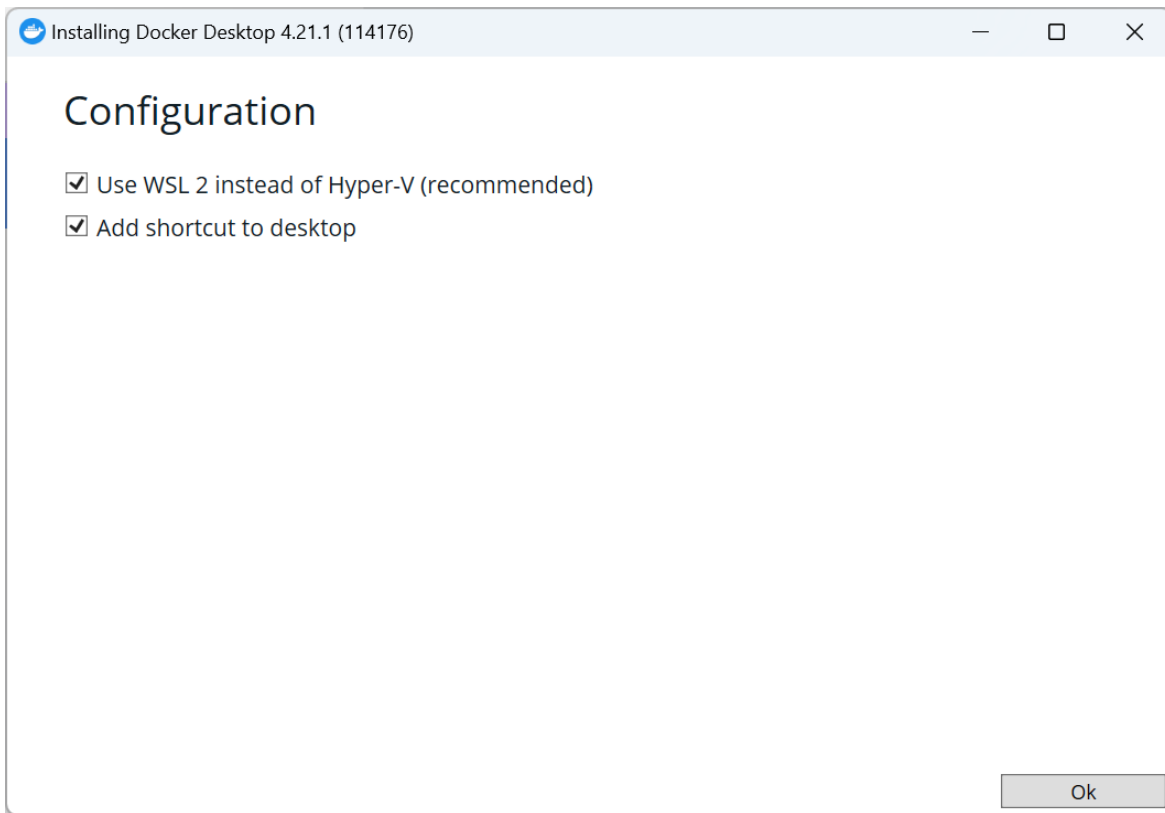 Installing Docker Desktop 4.21.1 (114176)
Configuration
Use WSL 2 instead of Hyper-V (recommended)
Add shortcut to desktop
Ok